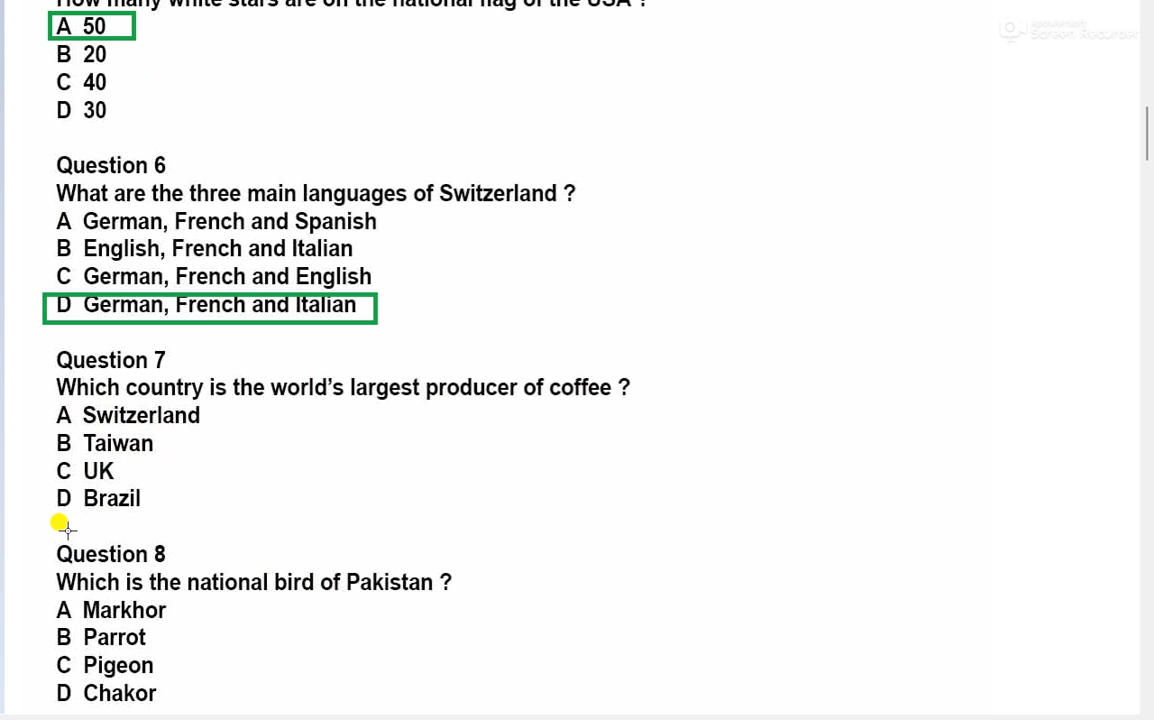 How many white stars are on the national flag of the USA ?
A 50
B 20
C 40
D 30
Question 6
What are the three main languages of Switzerland ?
A German, French and Spanish
B English, French and Italian
C German, French and English
D German, French and Italian
Question 7
Which country is the world's largest producer of coffee ?
A Switzerland
B Taiwan
C UK
D Brazil
Question 8
Which is the national bird of Pakistan ?
A Markhor
B Parrot
C Pigeon
D Chakor
Apowersoft
Screen Recorder